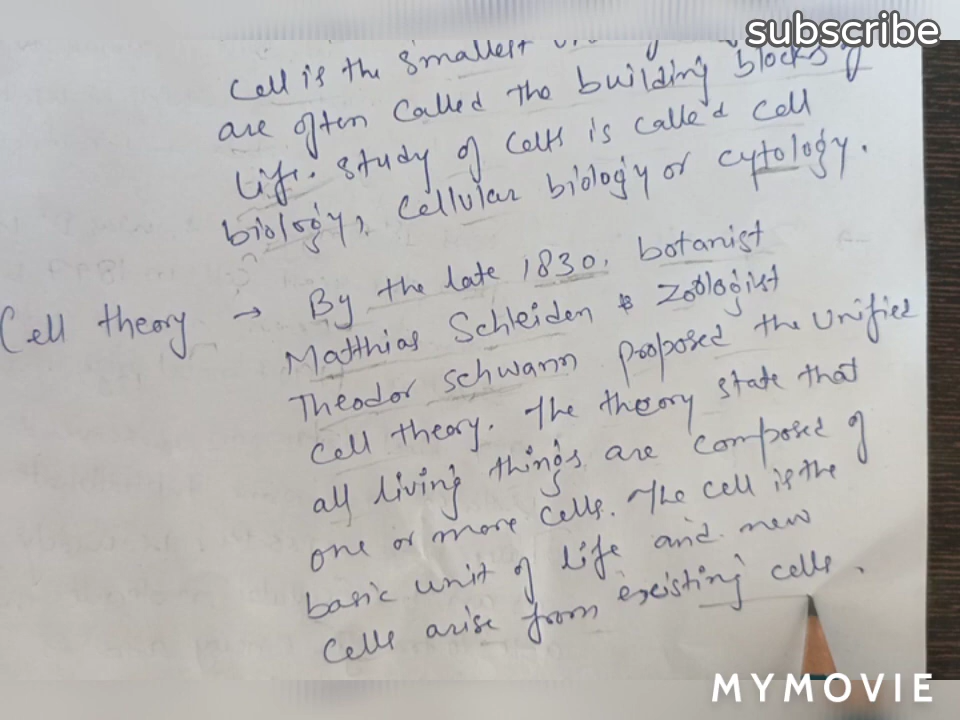 subscribe
Cell is the smallest
are often called the building blocks of
life. Study of Cells is called Cell
biology, Cellular biology or cytology.
Cell theory → By the late 1830, botanist
Matthias Schleiden & Zoologist
Theodor Schwann proposed the unified
Cell theory. The theory state that
all living things are composed of
one or more cells. The cell is the
basic unit of life and new
cells arise from existing cells.
MYMOVIE